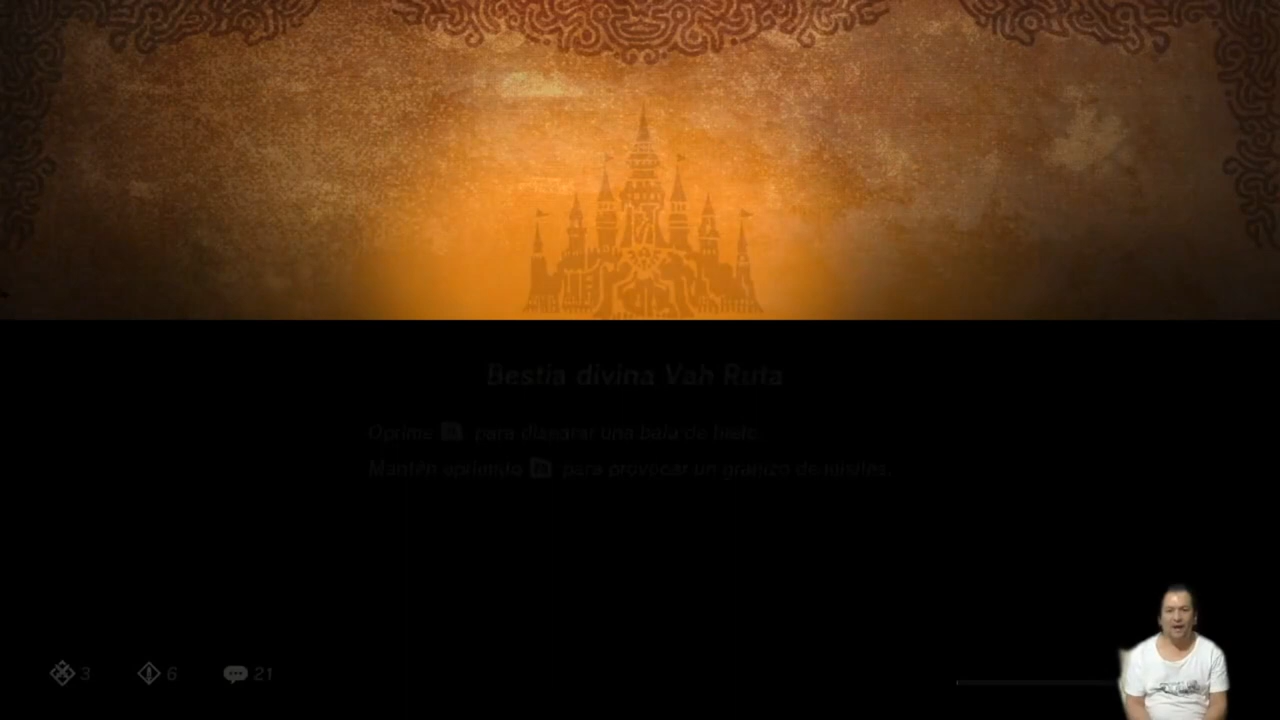 Bestia divina Vah Ruta
Oprime para disparar una bala de hielo.
Mantén oprimido para provocar un granizo de misiles.
3 6 21